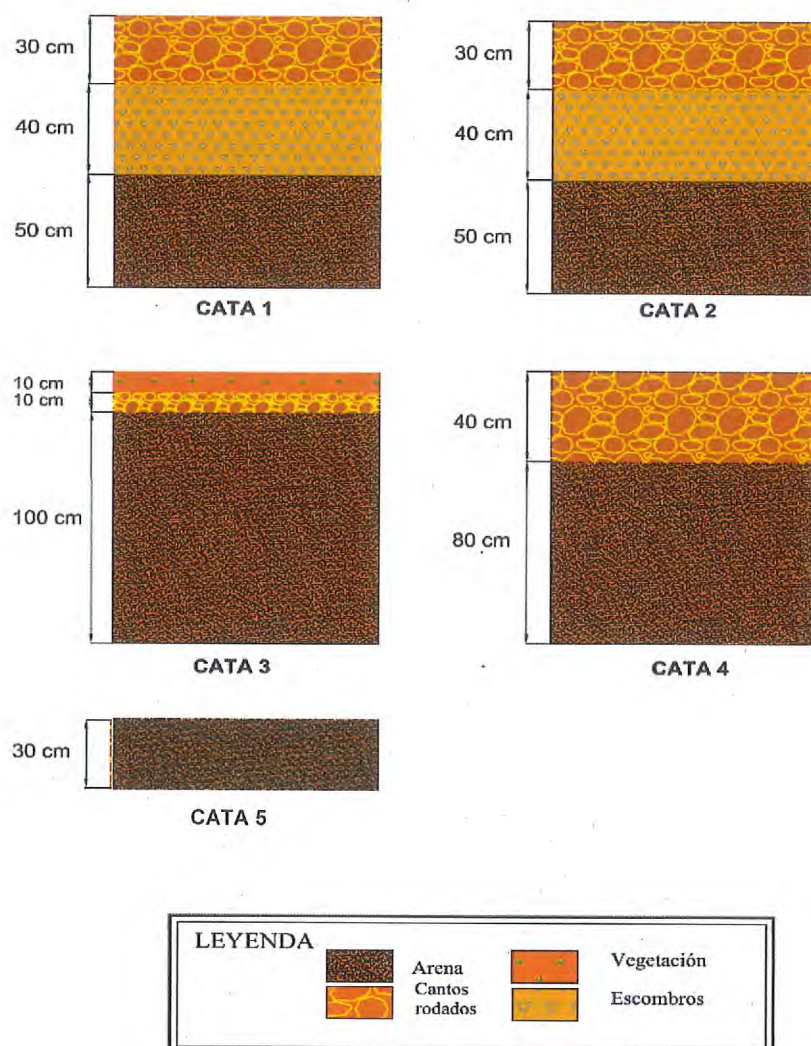 30 cm
40 cm
50 cm
CATA 1
30 cm
40 cm
50 cm
CATA 2
10 cm
10 cm
100 cm
CATA 3
40 cm
80 cm
CATA 4
30 cm
CATA 5
LEYENDA
Arena
Cantos
rodados
Vegetación
Escombros